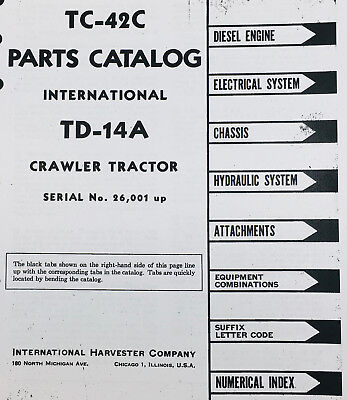 TC-42C
PARTS CATALOG
INTERNATIONAL
TD-14A
CRAWLER TRACTOR
SERIAL No. 26,001 up
The black tabs shown on the right-hand side of this page line
up with the corresponding tabs in the catalog. Tabs are quickly
located by bending the catalog.
INTERNATIONAL HARVESTER COMPANY
180 NORTH MICHIGAN AVE. CHICAGO 1, ILLINOIS, U.S.A.
DIESEL ENGINE
ELECTRICAL SYSTEM
CHASSIS
HYDRAULIC SYSTEM
ATTACHMENTS
EQUIPMENT
COMBINATIONS
SUFFIX
LETTER CODE
NUMERICAL INDEX